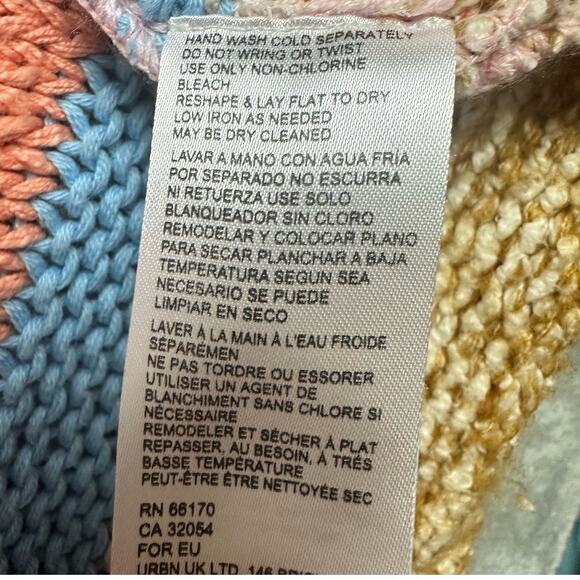 HAND WASH COLD SEPARATELY
DO NOT WRING OR TWIST
USE ONLY NON-CHLORINE
BLEACH
RESHAPE & LAY FLAT TO DRY
LOW IRON AS NEEDED
MAY BE DRY CLEANED
LAVAR A MANO CON AGUA FRÍA
POR SEPARADO NO ESCURRA
NI RETUERZA USE SOLO
BLANQUEADOR SIN CLORO
REMODELAR Y COLOCAR PLANO
PARA SECAR PLANCHAR A BAJA
TEMPERATURA SEGUN SEA
NECESARIO SE PUEDE
LIMPIAR EN SECO
LAVER À LA MAIN À L'EAU FROIDE
SÉPARÉMEN
NE PAS TORDRE OU ESSORER
UTILISER UN AGENT DE
BLANCHIMENT SANS CHLORE SI
NÉCESSAIRE
REMODELER ET SÉCHER À PLAT
REPASSER, AU BESOIN, À TRÉS
BASSE TEMPÉRATURE
PEUT-ÊTRE ÊTRE NETTOYÉE SEC
RN 66170
CA 32054
FOR EU
URBN UK LTD, 146